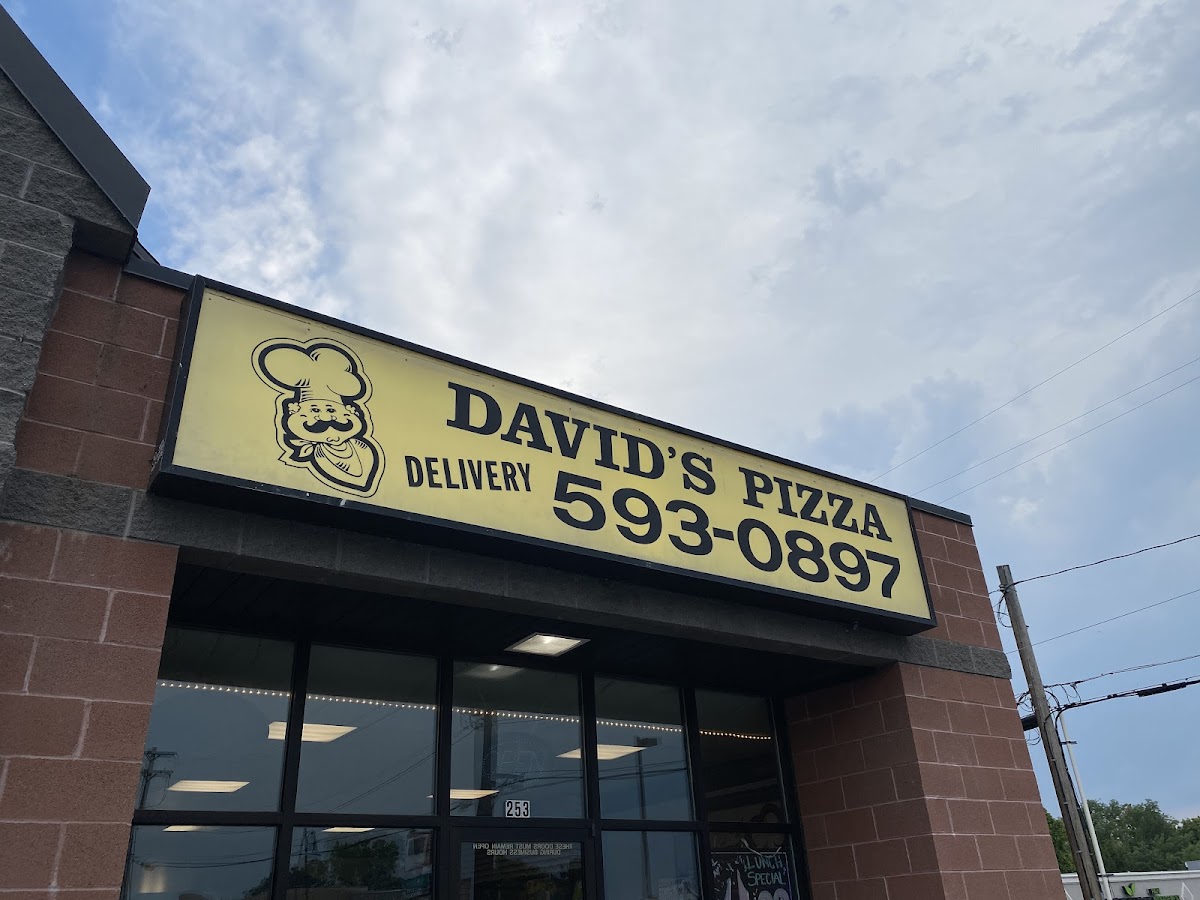 DAVID'S PIZZA
DELIVERY 593-0897
253
THESE DOORS MUST REMAIN OPEN
DURING BUSINESS HOURS
LUNCH
SPECIAL